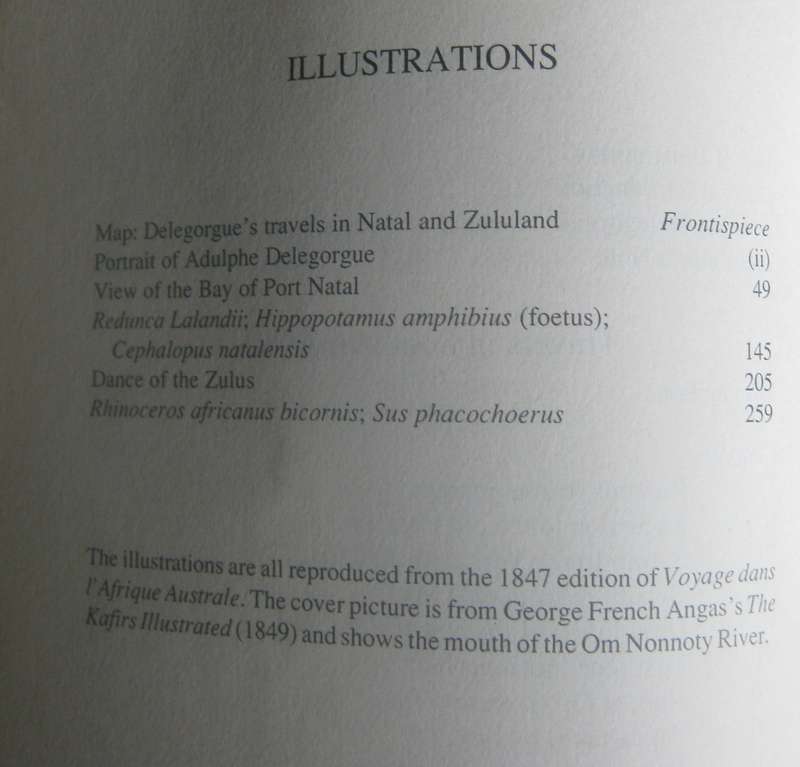 ILLUSTRATIONS
Map: Delegorgue's travels in Natal and Zululand Frontispiece
Portrait of Adulphe Delegorgue (ii)
View of the Bay of Port Natal 49
Redunca Lalandii; Hippopotamus amphibius (foetus);
Cephalopus natalensis 145
Dance of the Zulus 205
Rhinoceros africanus bicornis; Sus phacochoerus 259
The illustrations are all reproduced from the 1847 edition of Voyage dans
l'Afrique Australe. The cover picture is from George French Angas's The
Kafirs Illustrated (1849) and shows the mouth of the Om Nonnoty River.